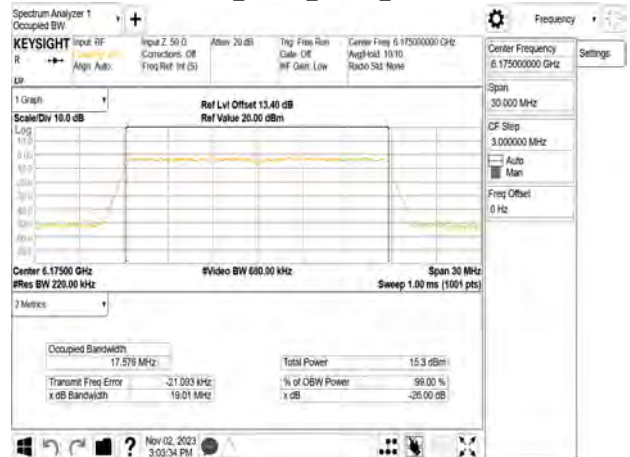 Spectrum Analyzer 1
Occupied BW
Frequency
KEYSIGHT
R
Input: RF
Align: Auto
Input Z: 50 Ω
Corrections: Off
Freq Ref: Int (S)
Atten: 20 dB
Trig: Free Run
Gate: Off
#IF Gain: Low
Center Freq: 6.175000000 GHz
Avg|Hold: 10/10
Radio Std: None
Center Frequency
6.175000000 GHz
Settings
Span
30.000 MHz
CF Step
3.000000 MHz
Auto
Man
Freq Offset
0 Hz
1 Graph
Scale/Div 10.0 dB
Ref Lvl Offset 13.40 dB
Ref Value 20.00 dBm
Log
Center 6.17500 GHz
#Video BW 680.00 kHz
Span 30 MHz
#Res BW 220.00 kHz
Sweep 1.00 ms (1001 pts)
2 Metrics
Occupied Bandwidth
17.579 MHz
Total Power
15.3 dBm
Transmit Freq Error
-21.093 kHz
% of OBW Power
99.00 %
x dB Bandwidth
19.01 MHz
x dB
-26.00 dB
?
Nov 02, 2023
3:03:34 PM